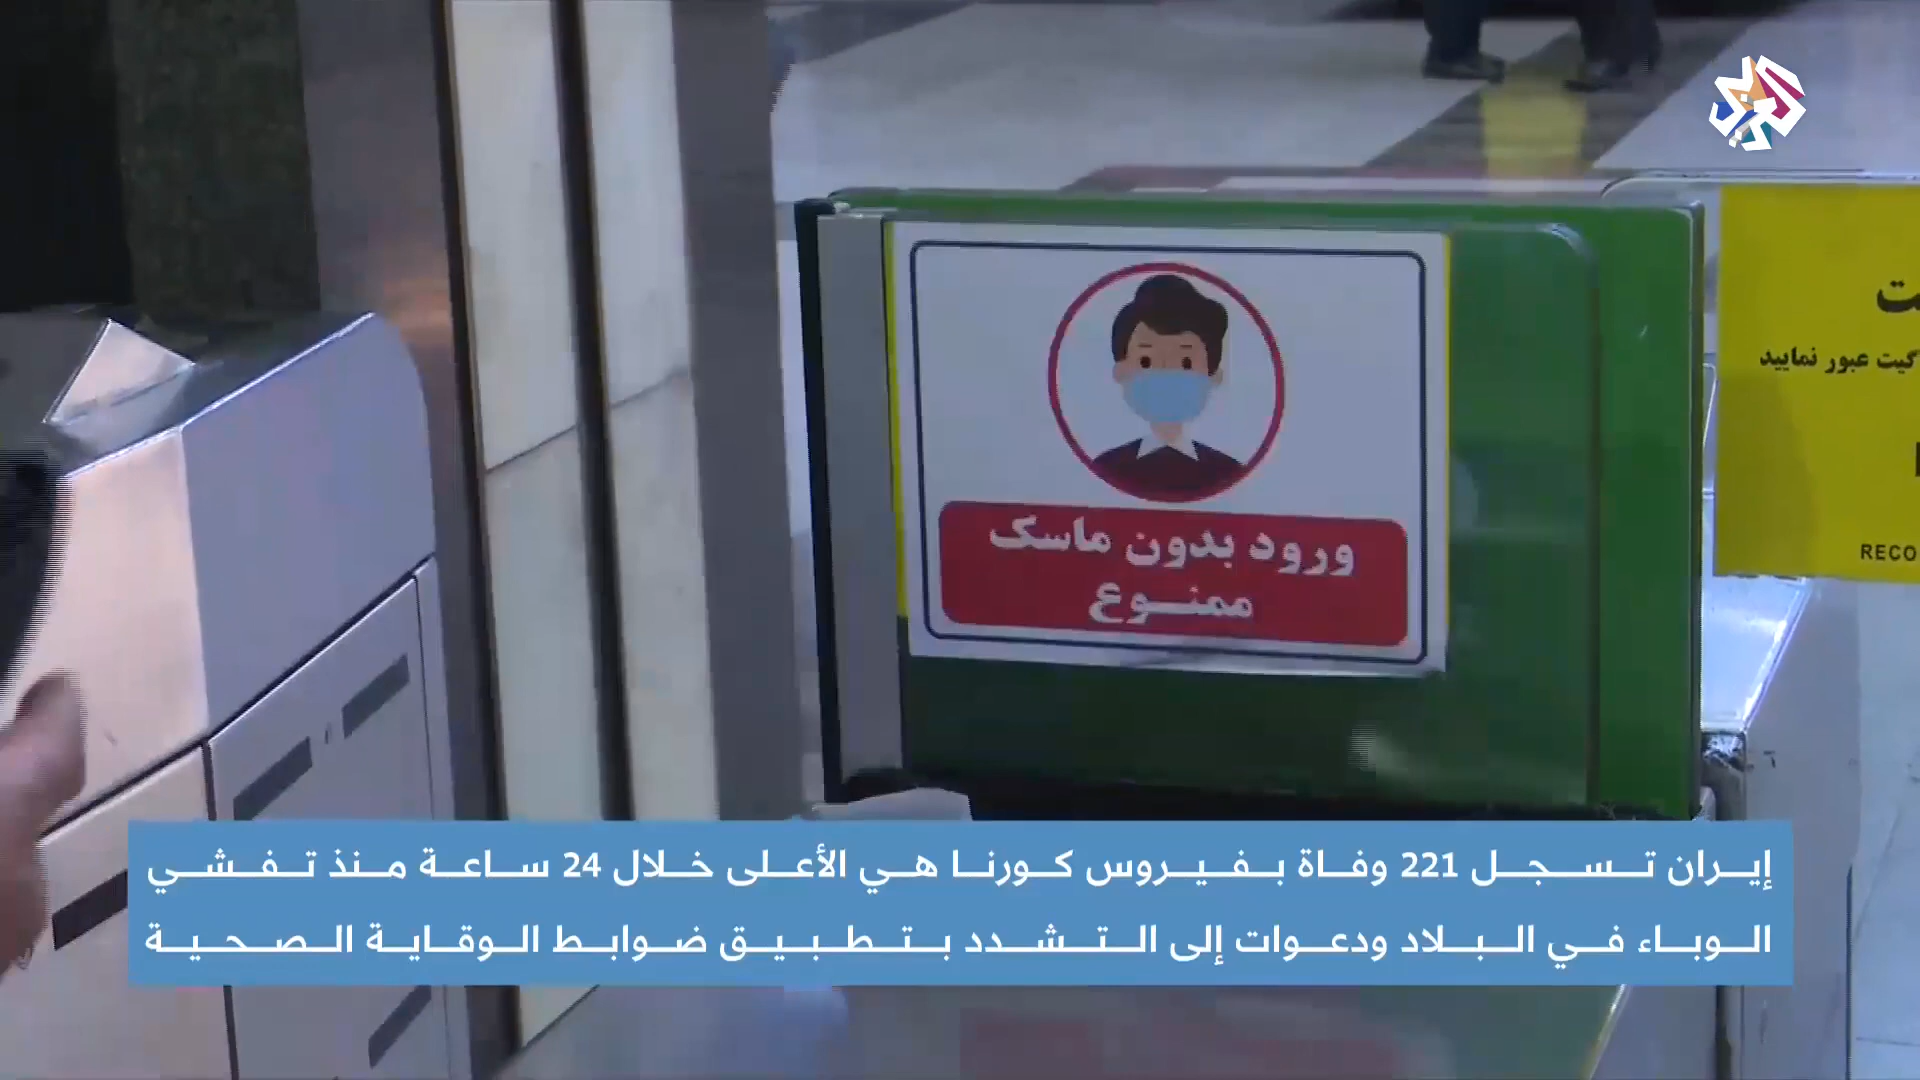 ت
گیت عبور نمایید
RECO
ورود بدون ماسک
ممنوع
إيران تسجل 221 وفاة بفيروس كورنا هي الأعلى خلال 24 ساعة منذ تفشي
الوباء في البلاد ودعوات إلى التشدد بتطبيق ضوابط الوقاية الصحية